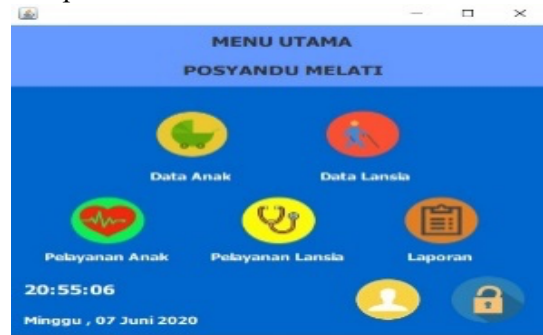 MENU UTAMA
POSYANDU MELATI
Data Anak Data Lansia
Pelayanan Anak Pelayanan Lansia Laporan
20:55:06
Minggu , 07 Juni 2020